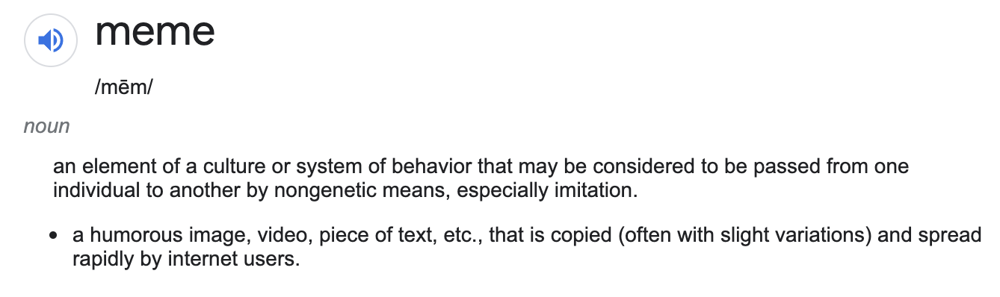 meme
/mēm/
noun
an element of a culture or system of behavior that may be considered to be passed from one
individual to another by nongenetic means, especially imitation.
• a humorous image, video, piece of text, etc., that is copied (often with slight variations) and spread
rapidly by internet users.